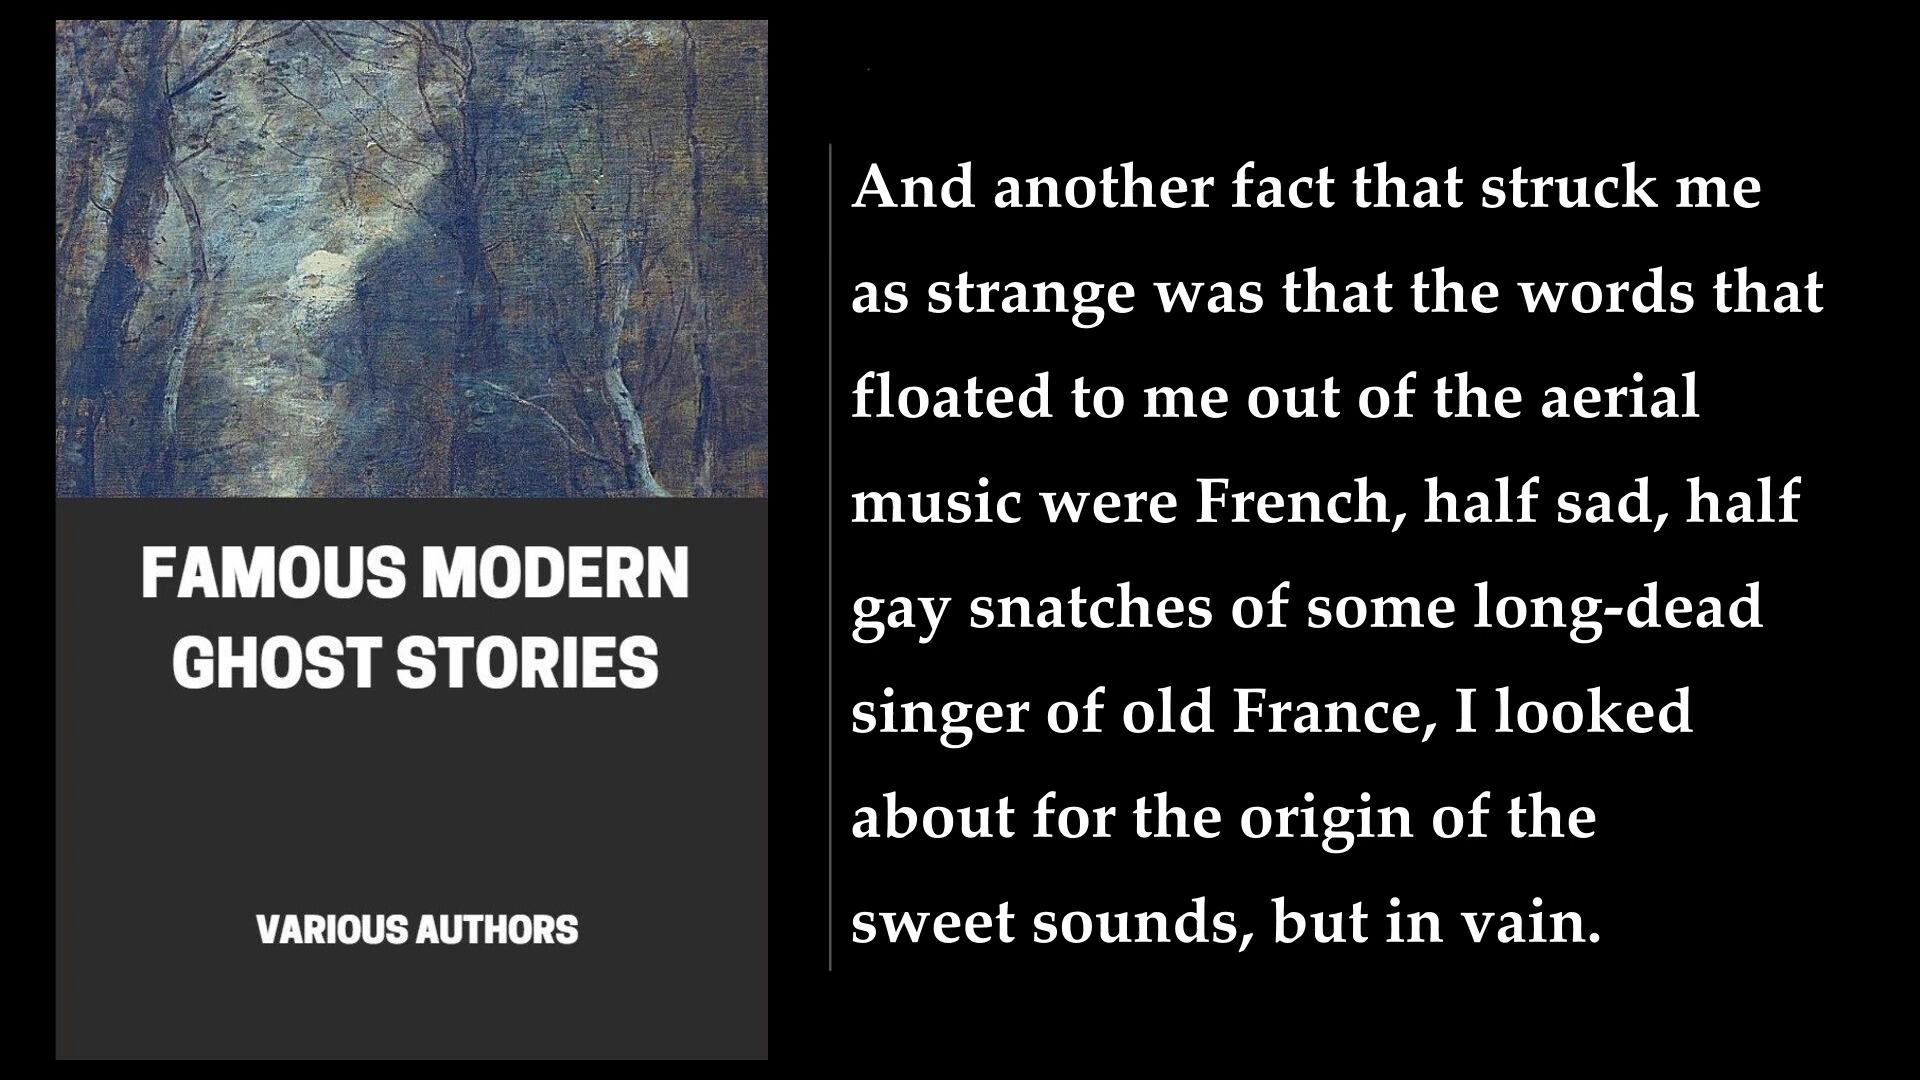 FAMOUS MODERN
GHOST STORIES
VARIOUS AUTHORS
And another fact that struck me
as strange was that the words that
floated to me out of the aerial
music were French, half sad, half
gay snatches of some long-dead
singer of old France, I looked
about for the origin of the
sweet sounds, but in vain.